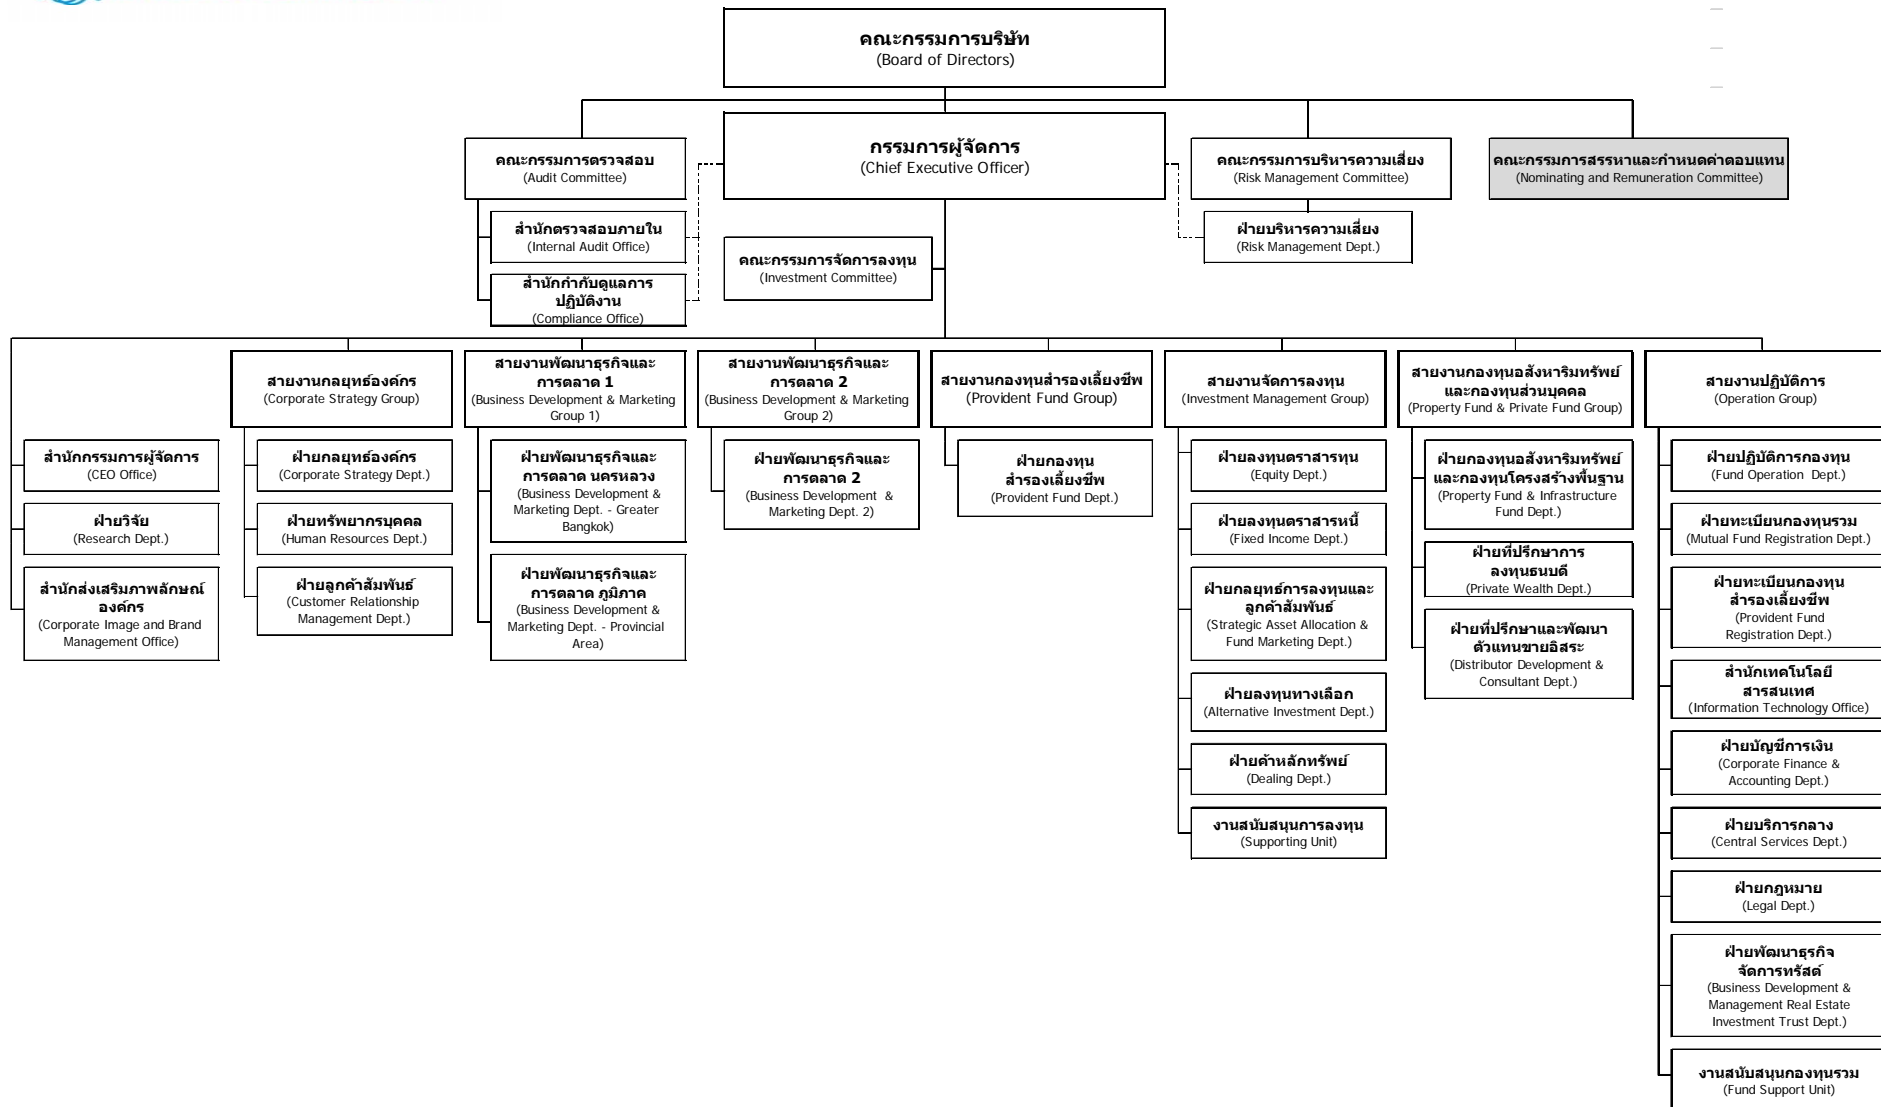 คณะกรรมการบริษัท
(Board of Directors)
กรรมการผู้จัดการ
(Chief Executive Officer)
คณะกรรมการตรวจสอบ
(Audit Committee)
คณะกรรมการบริหารความเสี่ยง
(Risk Management Committee)
คณะกรรมการสรรหาและกำหนดค่าตอบแทน
(Nominating and Remuneration Committee)
สำนักตรวจสอบภายใน
(Internal Audit Office)
สำนักกำกับดูแลการ
ปฏิบัติงาน
(Compliance Office)
คณะกรรมการจัดการลงทุน
(Investment Committee)
ฝ่ายบริหารความเสี่ยง
(Risk Management Dept.)
สำนักกรรมการผู้จัดการ
(CEO Office)
ฝ่ายวิจัย
(Research Dept.)
สำนักส่งเสริมภาพลักษณ์
องค์กร
(Corporate Image and Brand
Management Office)
สายงานกลยุทธ์องค์กร
(Corporate Strategy Group)
ฝ่ายกลยุทธ์องค์กร
(Corporate Strategy Dept.)
ฝ่ายทรัพยากรบุคคล
(Human Resources Dept.)
ฝ่ายลูกค้าสัมพันธ์
(Customer Relationship
Management Dept.)
สายงานพัฒนาธุรกิจและ
การตลาด 1
(Business Development & Marketing
Group 1)
ฝ่ายพัฒนาธุรกิจและ
การตลาด นครหลวง
(Business Development &
Marketing Dept. - Greater
Bangkok)
ฝ่ายพัฒนาธุรกิจและ
การตลาด ภูมิภาค
(Business Development &
Marketing Dept. - Provincial
Area)
สายงานพัฒนาธุรกิจและ
การตลาด 2
(Business Development & Marketing
Group 2)
ฝ่ายพัฒนาธุรกิจและ
การตลาด 2
(Business Development &
Marketing Dept. 2)
สายงานกองทุนสำรองเลี้ยงชีพ
(Provident Fund Group)
ฝ่ายกองทุน
สำรองเลี้ยงชีพ
(Provident Fund Dept.)
สายงานจัดการลงทุน
(Investment Management Group)
ฝ่ายลงทุนตราสารทุน
(Equity Dept.)
ฝ่ายลงทุนตราสารหนี้
(Fixed Income Dept.)
ฝ่ายกลยุทธ์การลงทุนและ
ลูกค้าสัมพันธ์
(Strategic Asset Allocation &
Fund Marketing Dept.)
ฝ่ายลงทุนทางเลือก
(Alternative Investment Dept.)
ฝ่ายค้าหลักทรัพย์
(Dealing Dept.)
งานสนับสนุนการลงทุน
(Supporting Unit)
สายงานกองทุนอสังหาริมทรัพย์
และกองทุนส่วนบุคคล
(Property Fund & Private Fund Group)
ฝ่ายกองทุนอสังหาริมทรัพย์
และกองทุนโครงสร้างพื้นฐาน
(Property Fund & Infrastructure
Fund Dept.)
ฝ่ายที่ปรึกษาการ
ลงทุนธนบดี
(Private Wealth Dept.)
ฝ่ายที่ปรึกษาและพัฒนา
ตัวแทนขายอิสระ
(Distributor Development &
Consultant Dept.)
สายงานปฏิบัติการ
(Operation Group)
ฝ่ายปฏิบัติการกองทุน
(Fund Operation Dept.)
ฝ่ายทะเบียนกองทุนรวม
(Mutual Fund Registration Dept.)
ฝ่ายทะเบียนกองทุน
สำรองเลี้ยงชีพ
(Provident Fund
Registration Dept.)
สำนักเทคโนโลยี
สารสนเทศ
(Information Technology Office)
ฝ่ายบัญชีการเงิน
(Corporate Finance &
Accounting Dept.)
ฝ่ายบริการกลาง
(Central Services Dept.)
ฝ่ายกฎหมาย
(Legal Dept.)
ฝ่ายพัฒนาธุรกิจ
จัดการทรัสต์
(Business Development &
Management Real Estate
Investment Trust Dept.)
งานสนับสนุนกองทุนรวม
(Fund Support Unit)